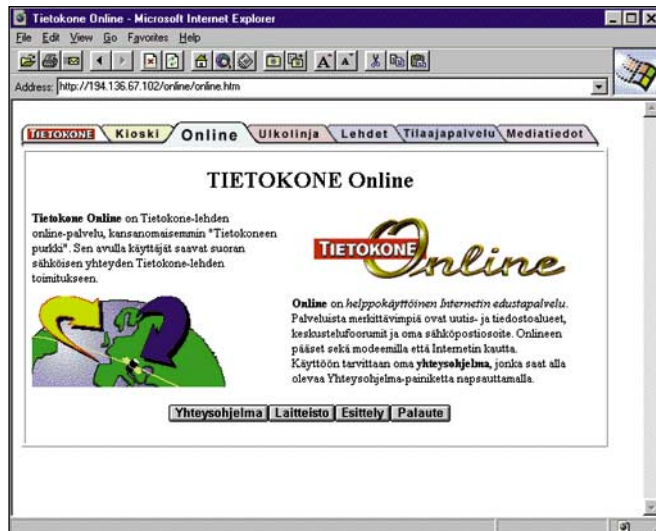 Tietokone Online - Microsoft Internet Explorer
File Edit View Go Favorites Help
Address: http://194.136.67.102/online/online.htm
TIETOKONE Kioski Online Ulkolinja Lehdet Tilaajapalvelu Mediatiedot
TIETOKONE Online
Tietokone Online on Tietokone-lehden
online-palvelu, kansanomaisemmin "Tietokoneen
purkki". Sen avulla käyttäjät saavat suoran
sähköisen yhteyden Tietokone-lehden
toimitukseen.
TIETOKONE Online
Online on helppokäyttöinen Internetin edustapalvelu.
Palveluista merkittävimpiä ovat uutis- ja tiedostoalueet,
keskustelufoorumit ja oma sähköpostiosoite. Onlineen
pääset sekä modeemilla että Internetin kautta.
Käyttöön tarvittaan oma yhteysohjelma, jonka saat alla
olevaa Yhteysohjelma-painiketta napsauttamalla.
Yhteysohjelma Laitteisto Esittely Palaute